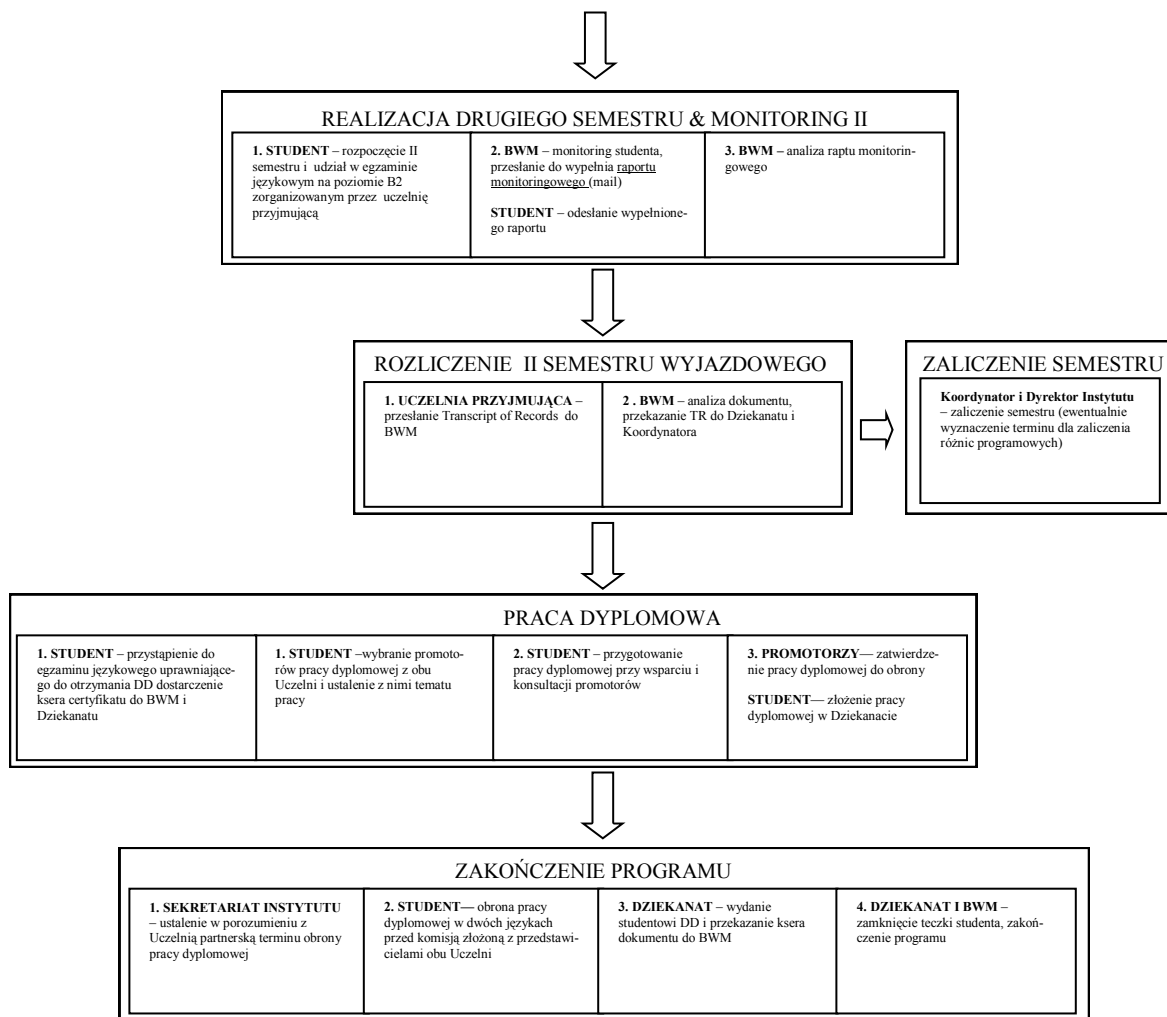 REALIZACJA DRUGIEGO SEMESTRU & MONITORING II
1. STUDENT – rozpoczęcie II
semestru i udział w egzaminie
językowym na poziomie B2
zorganizowanym przez uczelnię
przyjmującą
2. BWM – monitoring studenta,
przesłanie do wypełnia raportu
monitoringowego (mail)
STUDENT – odesłanie wypełnione-
go raportu
3. BWM – analiza raptu monitorin-
gowego
ROZLICZENIE II SEMESTRU WYJAZDOWEGO
1. UCZELNIA PRZYJMUJĄCA –
przesłanie Transcript of Records do
BWM
2 . BWM – analiza dokumentu,
przekazanie TR do Dziekanatu i
Koordynatora
ZALICZENIE SEMESTRU
Koordynator i Dyrektor Instytutu
– zaliczenie semestru (ewentualnie
wyznaczenie terminu dla zaliczenia
różnic programowych)
PRACA DYPLOMOWA
1. STUDENT – przystąpienie do
egzaminu językowego uprawniające-
go do otrzymania DD dostarczenie
ksera certyfikatu do BWM i
Dziekanatu
1. STUDENT –wybranie promoto-
rów pracy dyplomowej z obu
Uczelni i ustalenie z nimi tematu
pracy
2. STUDENT – przygotowanie
pracy dyplomowej przy wsparciu i
konsultacji promotorów
3. PROMOTORZY— zatwierdze-
nie pracy dyplomowej do obrony
STUDENT— złożenie pracy
dyplomowej w Dziekanacie
ZAKOŃCZENIE PROGRAMU
1. SEKRETARIAT INSTYTUTU
– ustalenie w porozumieniu z
Uczelnią partnerską terminu obrony
pracy dyplomowej
2. STUDENT— obrona pracy
dyplomowej w dwóch językach
przed komisją złożoną z przedstawi-
cielami obu Uczelni
3. DZIEKANAT – wydanie
studentowi DD i przekazanie ksera
dokumentu do BWM
4. DZIEKANAT I BWM –
zamknięcie teczki studenta, zakoń-
czenie programu